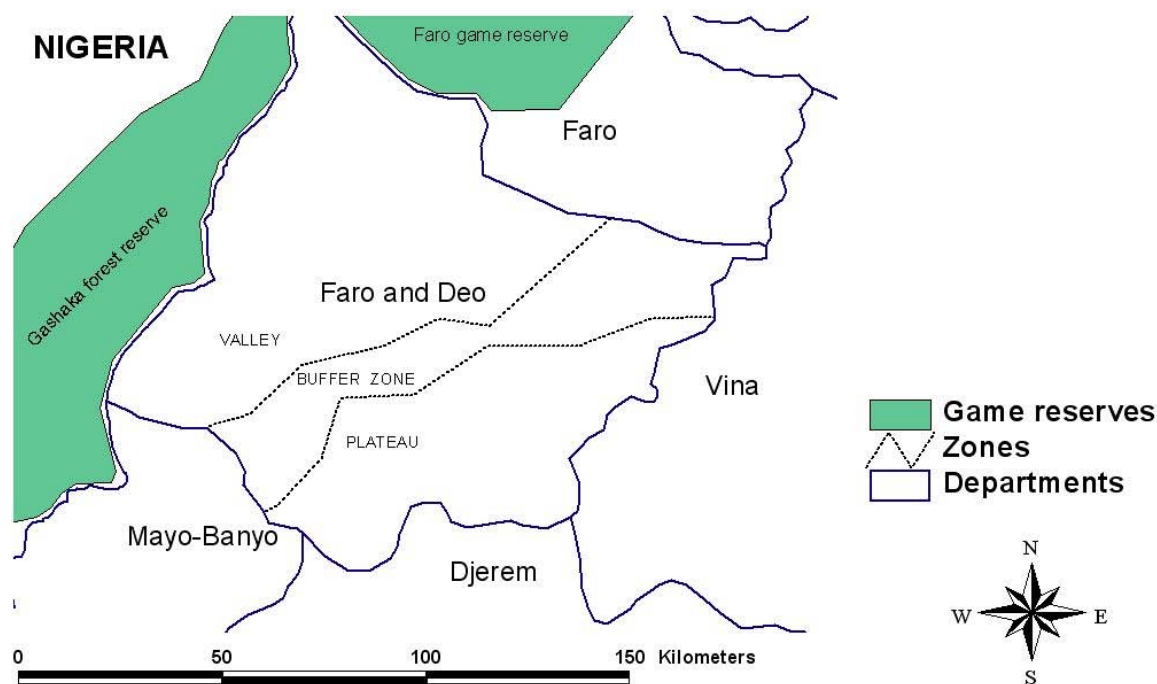 NIGERIA
Faro game reserve
Faro
Gashaka forest reserve
Faro and Deo
VALLEY
BUFFER ZONE
Vina
PLATEAU
Mayo-Banyo
Djerem
Game reserves
Zones
Departments
N
W E
S
0 50 100 150 Kilometers